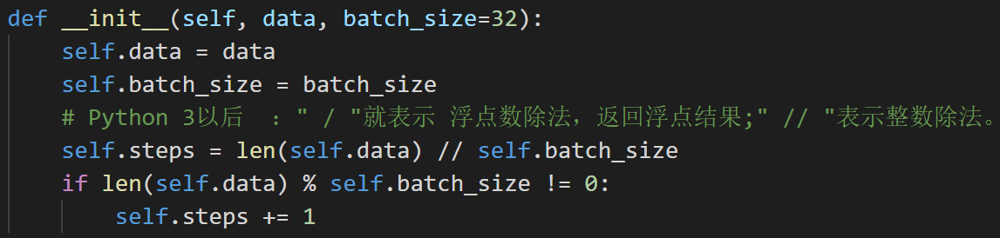 def __init__(self, data, batch_size=32):
    self.data = data
    self.batch_size = batch_size
    # Python 3以后  ：" / "就表示 浮点数除法，返回浮点结果;" // "表示整数除法。
    self.steps = len(self.data) // self.batch_size
    if len(self.data) % self.batch_size != 0:
        self.steps += 1